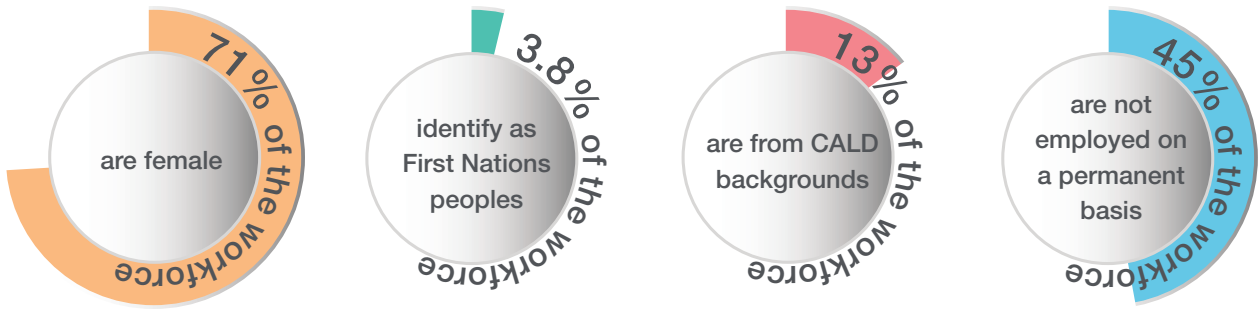 71% of the workforce
are female
3.8% of the workforce
identify as
First Nations
peoples
13% of the workforce
are from CALD
backgrounds
45% of the workforce
are not
employed on
a permanent
basis